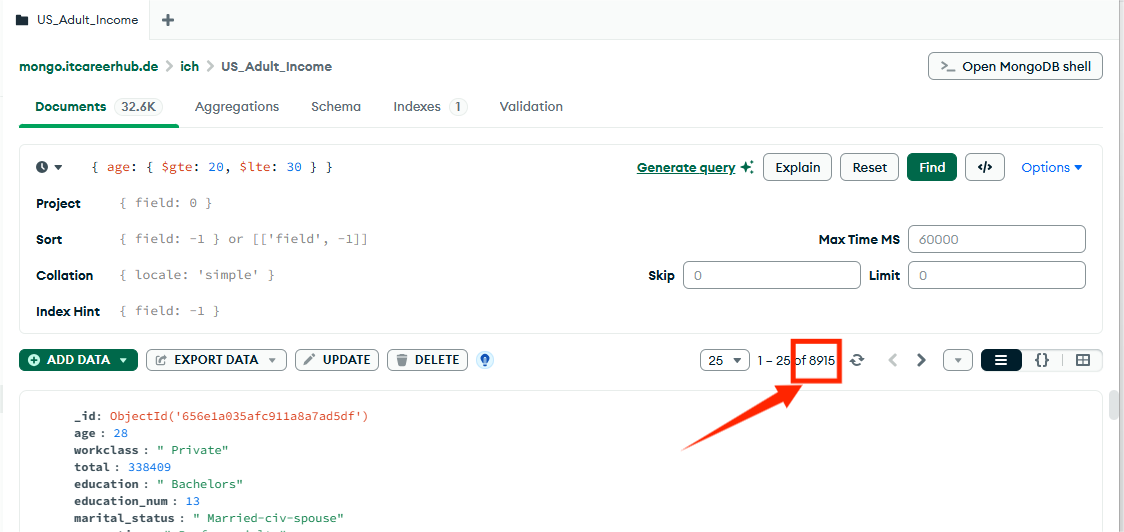 US_Adult_Income
mongo.itcareerhub.de > ich > US_Adult_Income
>_ Open MongoDB shell
Documents 32.6K Aggregations Schema Indexes 1 Validation
{ age: { $gte: 20, $lte: 30 } }
Generate query Explain Reset Find </> Options
Project { field: 0 }
Sort { field: -1 } or [['field', -1]]
Max Time MS 60000
Collation { locale: 'simple' }
Skip 0 Limit 0
Index Hint { field: -1 }
ADD DATA EXPORT DATA UPDATE DELETE
25 1 – 25 of 8915 {}
_id: ObjectId('656e1a035afc911a8a7ad5df')
age : 28
workclass : " Private"
total : 338409
education : " Bachelors"
education_num : 13
marital_status : " Married-civ-spouse"